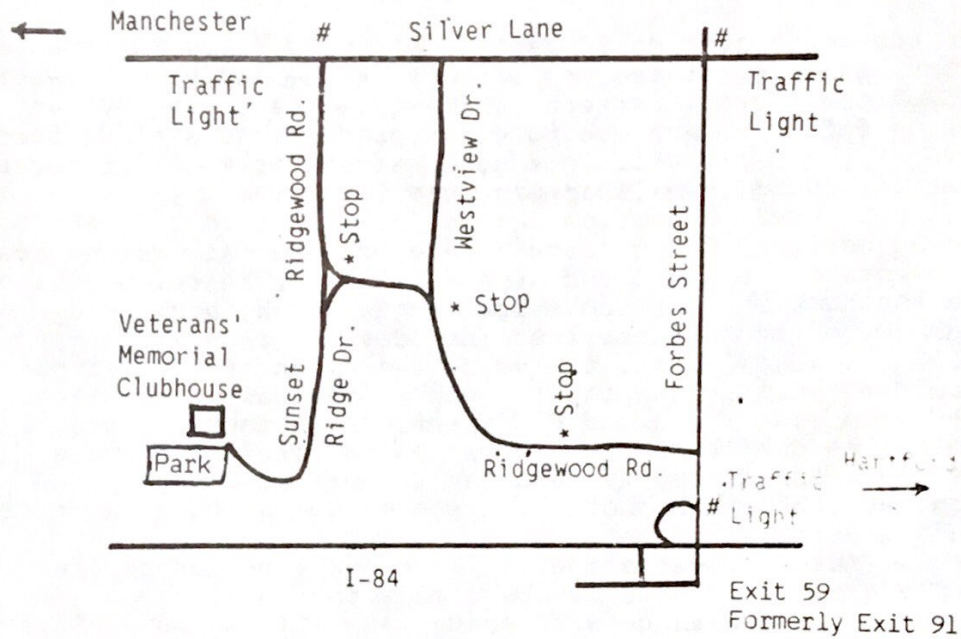 Manchester
#
Silver Lane
#
Traffic
Light
Traffic
Light
Ridgewood Rd.
* Stop
Westview Dr.
Forbes Street
* Stop
Veterans'
Memorial
Clubhouse
Sunset
Ridge Dr.
* Stop
Park
Ridgewood Rd.
#
Traffic
Light
I-84
Exit 59
Formerly Exit 91